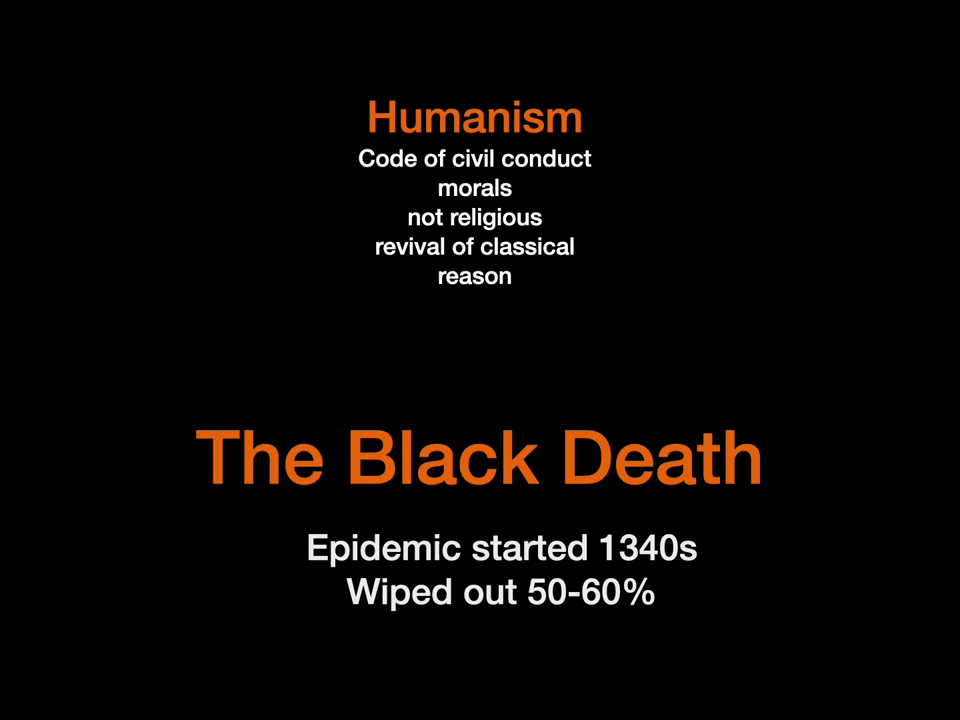 Humanism
Code of civil conduct
morals
not religious
revival of classical
reason
The Black Death
Epidemic started 1340s
Wiped out 50-60%